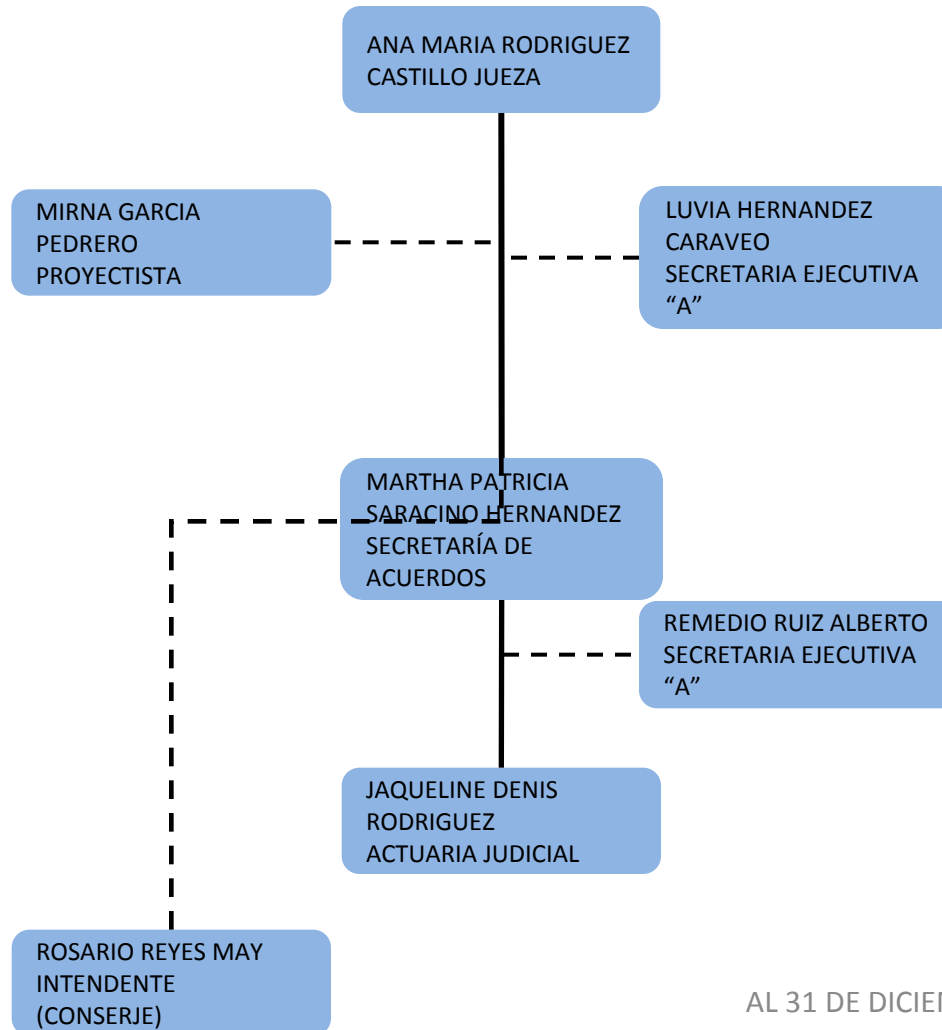 ANA MARIA RODRIGUEZ
CASTILLO JUEZA
MIRNA GARCIA
PEDRERO
PROYECTISTA
LUVIA HERNANDEZ
CARAVEO
SECRETARIA EJECUTIVA
“A”
MARTHA PATRICIA
SARACINO HERNANDEZ
SECRETARÍA DE
ACUERDOS
REMEDIO RUIZ ALBERTO
SECRETARIA EJECUTIVA
“A”
JAQUELINE DENIS
RODRIGUEZ
ACTUARIA JUDICIAL
ROSARIO REYES MAY
INTENDENTE
(CONSERJE)
AL 31 DE